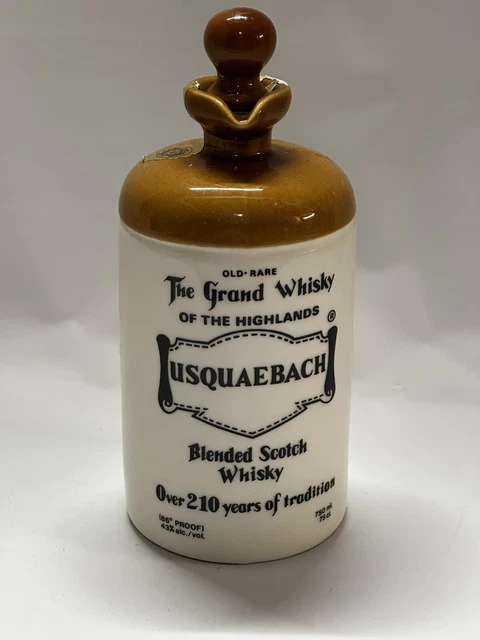 OLD·RARE
The Grand Whisky
OF THE HIGHLANDS ®
USQUAEBACH
Blended Scotch
Whisky
Over 210 years of tradition
(86° PROOF)
43% alc./vol.
750 ml.
75 cl.